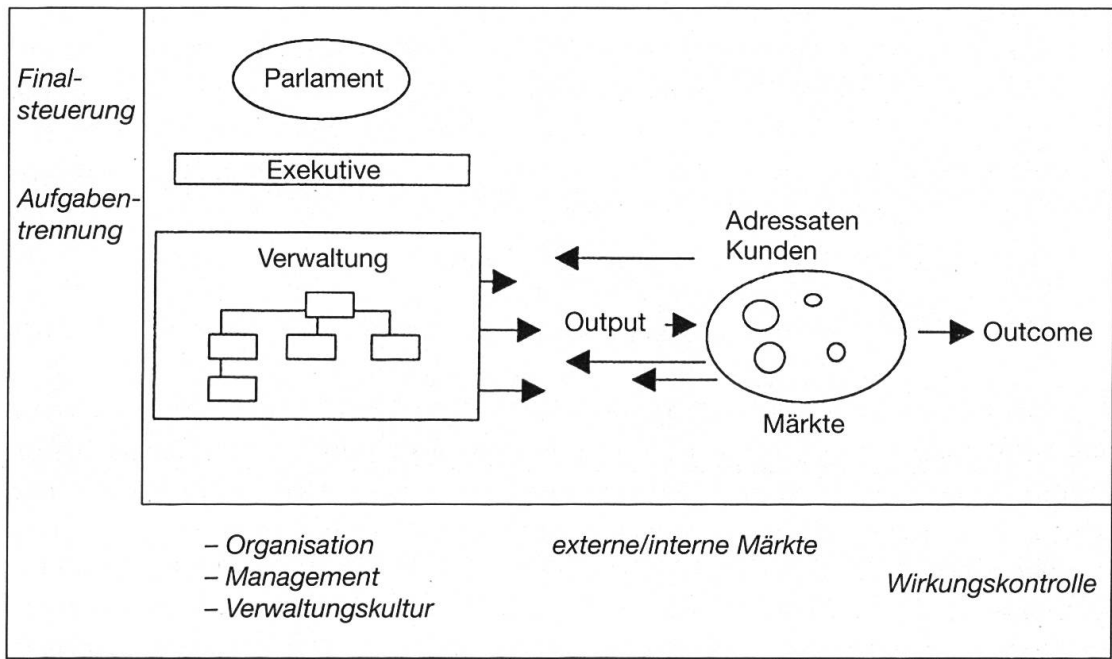 Final-
steuerung
Aufgaben-
trennung
Parlament
Exekutive
Verwaltung
Adressaten
Kunden
Output
Outcome
Märkte
– Organisation
– Management
– Verwaltungskultur
externe/interne Märkte
Wirkungskontrolle